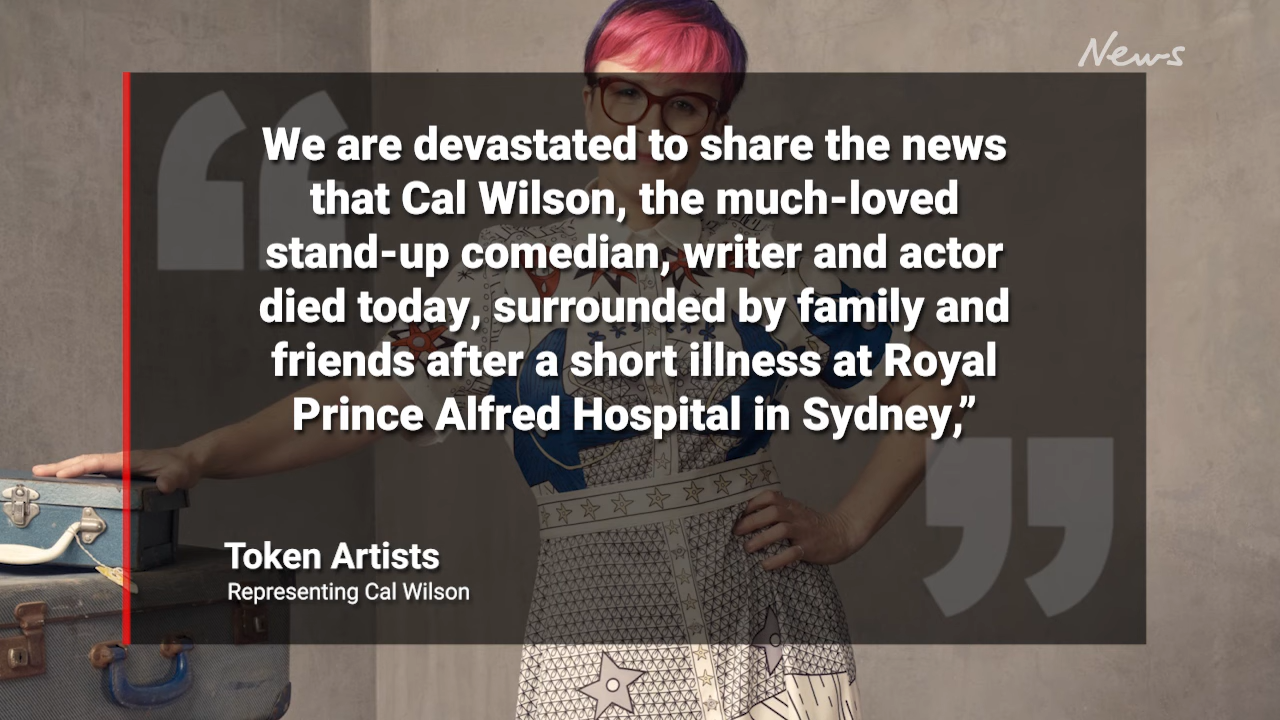 News
We are devastated to share the news
that Cal Wilson, the much-loved
stand-up comedian, writer and actor
died today, surrounded by family and
friends after a short illness at Royal
Prince Alfred Hospital in Sydney,”
Token Artists
Representing Cal Wilson